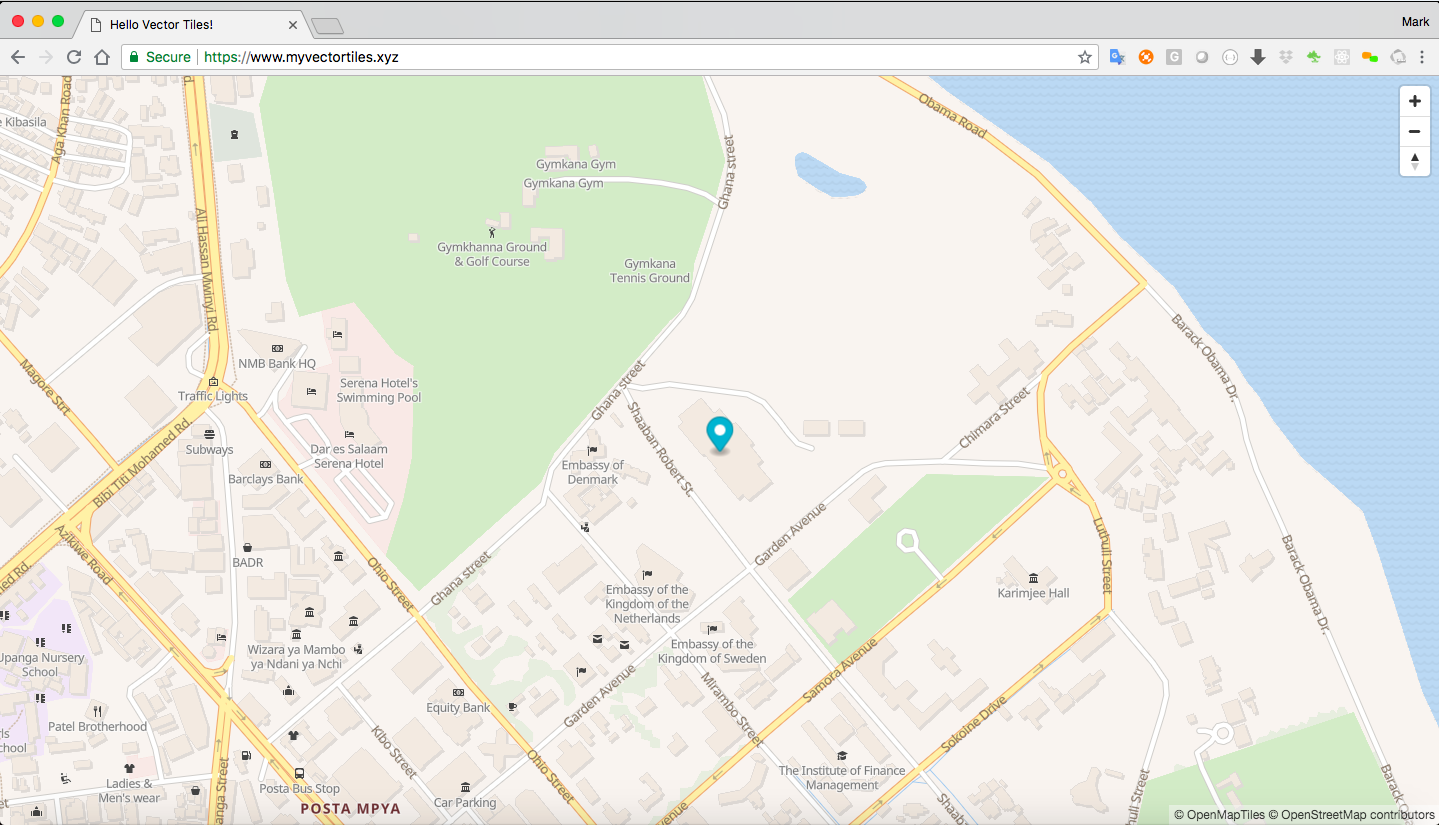 Hello Vector Tiles!
Mark
Secure
https://www.myvectortiles.xyz
Obama Road
Kibasila
Aga Khan Road
Ghana street
Gymkana Gym
Gymkana Gym
Ali Hassan Mwinyi Rd.
Gymkhanna Ground
& Golf Course
Gymkana
Tennis Ground
Barack Obama Dr.
NMB Bank HQ
Magore Strt
Serena Hotel's
Swimming Pool
Traffic Lights
Ghana street
Chimara Street
Shaaban Robert St.
Bibi Titi Mohamed Rd.
Subways
Dar es Salaam
Serena Hotel
Embassy of
Denmark
Barclays Bank
Garden Avenue
Azikiwe Road
Luthuli Street
BADR
Ohio Street
Ghana street
Barack Obama Dr.
med Rd.
Karimjee Hall
Embassy of the
Kingdom of the
Netherlands
Wizara ya Mambo
ya Ndani ya Nchi
Embassy of the
Kingdom of Sweden
Upanga Nursery
School
Samora Avenue
Garden Avenue
Mirambo Street
Equity Bank
Patel Brotherhood
Sokoine Drive
School
Kibo Street
Ohio Street
The Institute of Finance
Management
Ladies &
Men's wear
Posta Bus Stop
Car Parking
POSTA MPYA
Barack
© OpenMapTiles © OpenStreetMap contributors